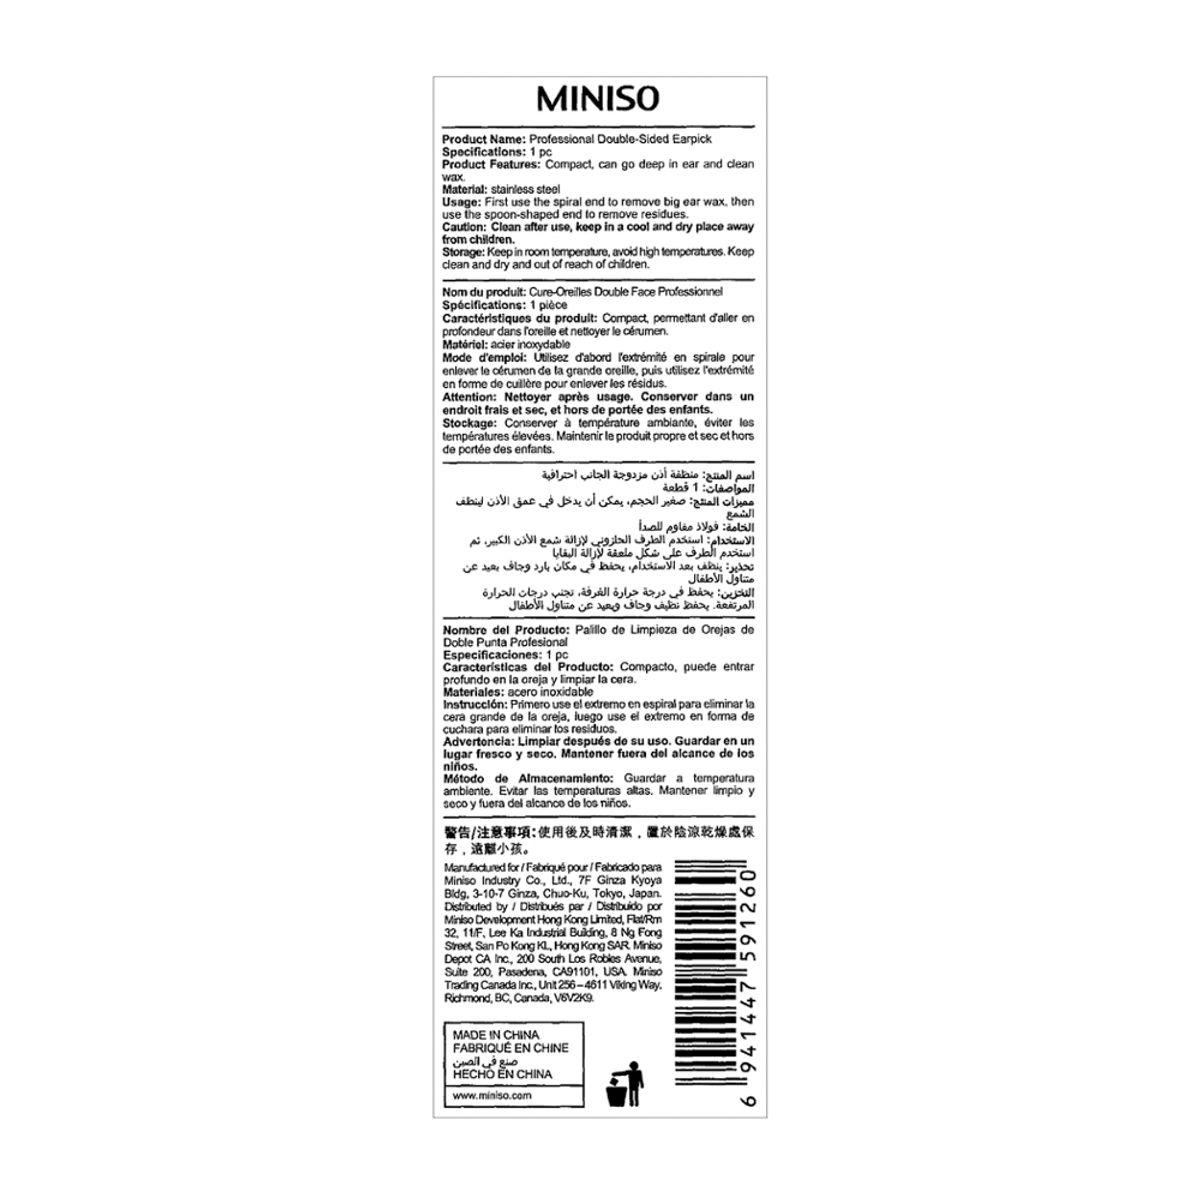 MINISO
Product Name: Professional Double-Sided Earpick
Specifications: 1 pc
Product Features: Compact, can go deep in ear and clean
wax.
Material: stainless steel
Usage: First use the spiral end to remove big ear wax, then
use the spoon-shaped end to remove residues.
Caution: Clean after use, keep in a cool and dry place away
from children.
Storage: Keep in room temperature, avoid high temperatures. Keep
clean and dry and out of reach of children.
Nom du produit: Cure-Oreilles Double Face Professionnel
Spécifications: 1 pièce
Caractéristiques du produit: Compact, permettant d'aller en
profondeur dans l'oreille et nettoyer le cérumen.
Matériel: acier inoxydable
Mode d'emploi: Utilisez d'abord l'extrémité en spirale pour
enlever le cérumen de la grande oreille, puis utilisez l'extrémité
en forme de cuillère pour enlever les résidus.
Attention: Nettoyer après usage. Conserver dans un
endroit frais et sec, et hors de portée des enfants.
Stockage: Conserver à température ambiante, éviter les
températures élevées. Maintenir le produit propre et sec et hors
de portée des enfants.
اسم المنتج: منظفة أذن مزدوجة الجانب احترافية
المواصفات: 1 قطعة
مميزات المنتج: صغير الحجم، يمكن أن يدخل في عمق الأذن لينظف
الشمع
الخامة: فولاذ مقاوم للصدأ
الاستخدام: استخدم الطرف الحلزوني لإزالة شمع الأذن الكبير، ثم
استخدم الطرف على شكل ملعقة لإزالة البقايا
تحذير: ينظف بعد الاستخدام، يحفظ في مكان بارد وجاف بعيد عن
متناول الأطفال
التخزين: يحفظ في درجة حرارة الغرفة، تجنب درجات الحرارة
المرتفعة. يحفظ نظيف وجاف وبعيد عن متناول الأطفال
Nombre del Producto: Palillo de Limpieza de Orejas de
Doble Punta Profesional
Especificaciones: 1 pc
Características del Producto: Compacto, puede entrar
profundo en la oreja y limpiar la cera.
Materiales: acero inoxidable
Instrucción: Primero use el extremo en espiral para eliminar la
cera grande de la oreja, luego use el extremo en forma de
cuchara para eliminar los residuos.
Advertencia: Limpiar después de su uso. Guardar en un
lugar fresco y seco. Mantener fuera del alcance de los
niños.
Método de Almacenamiento: Guardar a temperatura
ambiente. Evitar las temperaturas altas. Mantener limpio y
seco y fuera del alcance de los niños.
警告/注意事項:使用後及時清潔，置於陰涼乾燥處保
存，遠離小孩。
Manufactured for / Fabriqué pour / Fabricado para
Miniso Industry Co., Ltd., 7F Ginza Kyoya
Bldg, 3-10-7 Ginza, Chuo-Ku, Tokyo, Japan.
Distributed by / Distribués par / Distribuido por
Miniso Development Hong Kong Limited, Flat/Rm
32, 11/F, Lee Ka Industrial Building, 8 Ng Fong
Street, San Po Kong KL, Hong Kong SAR. Miniso
Depot CA Inc., 200 South Los Robles Avenue,
Suite 200, Pasadena, CA91101, USA. Miniso
Trading Canada Inc., Unit 256 – 4611 Viking Way,
Richmond, BC, Canada, V6V2K9.
6 941447 591260
MADE IN CHINA
FABRIQUÉ EN CHINE
صنع في الصين
HECHO EN CHINA
www.miniso.com